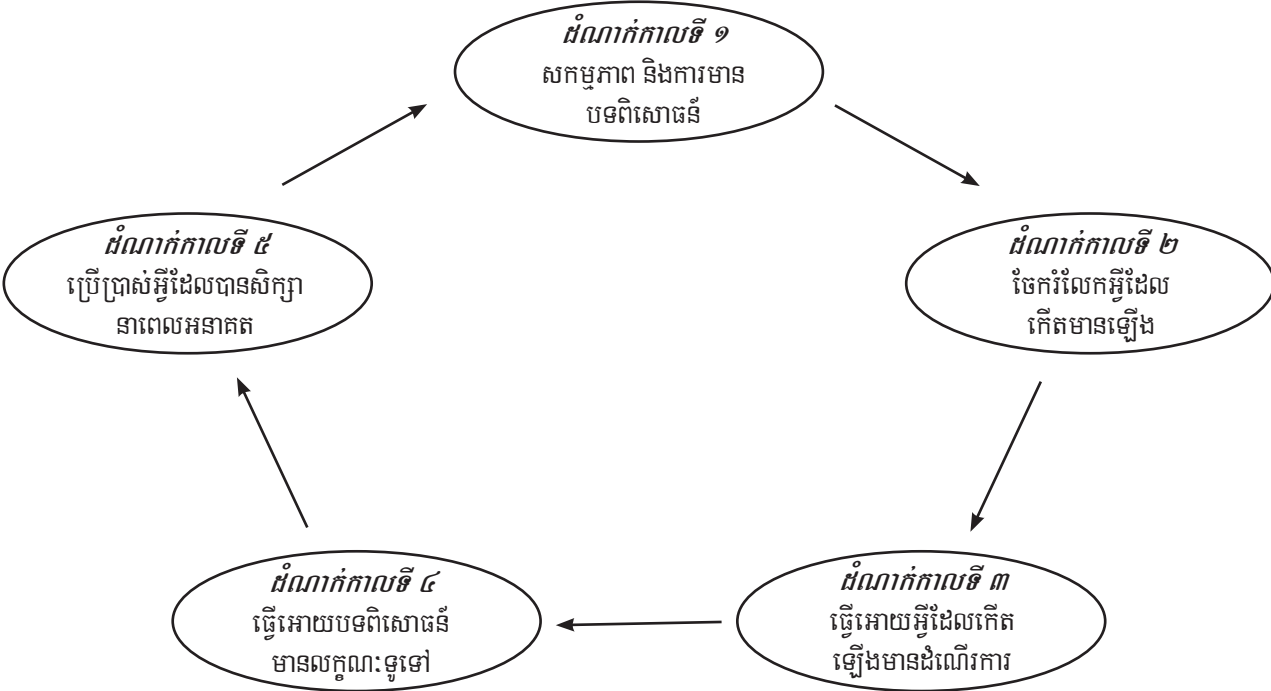 ដំណាក់កាលទី ១
សកម្មភាព និងការមាន
បទពិសោធន៍
ដំណាក់កាលទី ២
ចែករំលែកអ្វីដែល
កើតមានឡើង
ដំណាក់កាលទី ៣
ធ្វើអោយអ្វីដែលកើត
ឡើងមានដំណើរការ
ដំណាក់កាលទី ៤
ធ្វើអោយបទពិសោធន៍
មានលក្ខណៈទូទៅ
ដំណាក់កាលទី ៥
ប្រើប្រាស់អ្វីដែលបានសិក្សា
នាពេលអនាគត